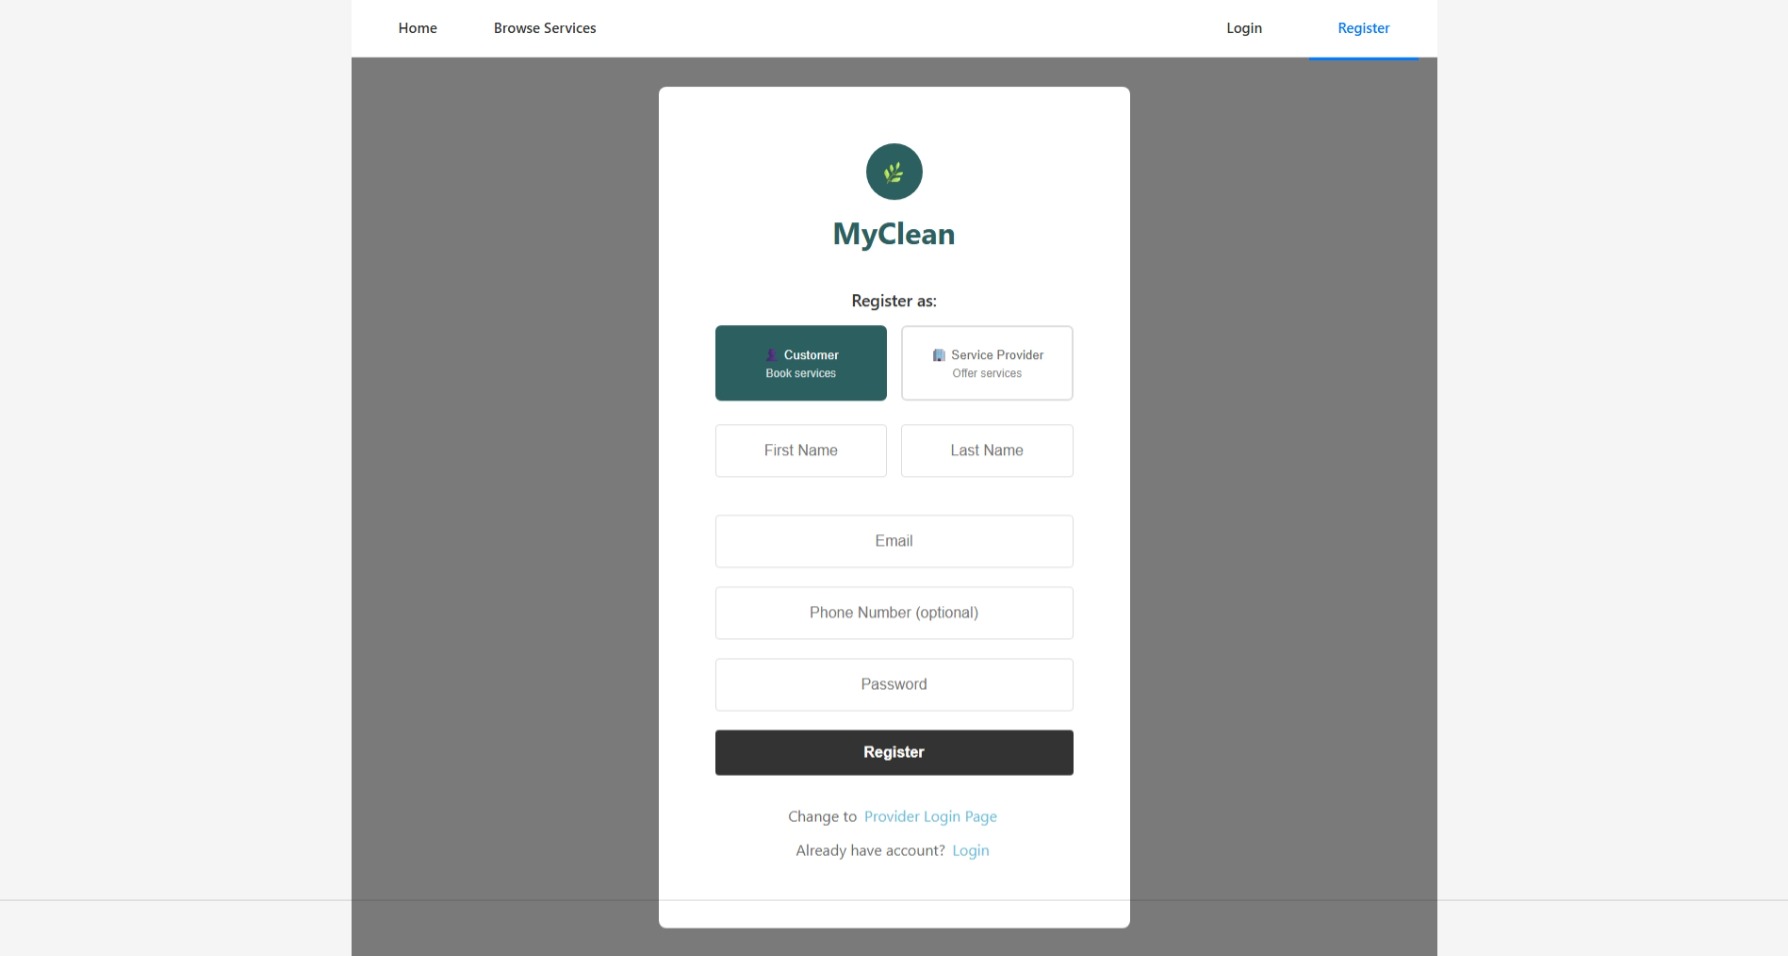 Home
Browse Services
Login
Register
MyClean
Register as:
Customer
Book services
Service Provider
Offer services
First Name
Last Name
Email
Phone Number (optional)
Password
Register
Change to Provider Login Page
Already have account? Login